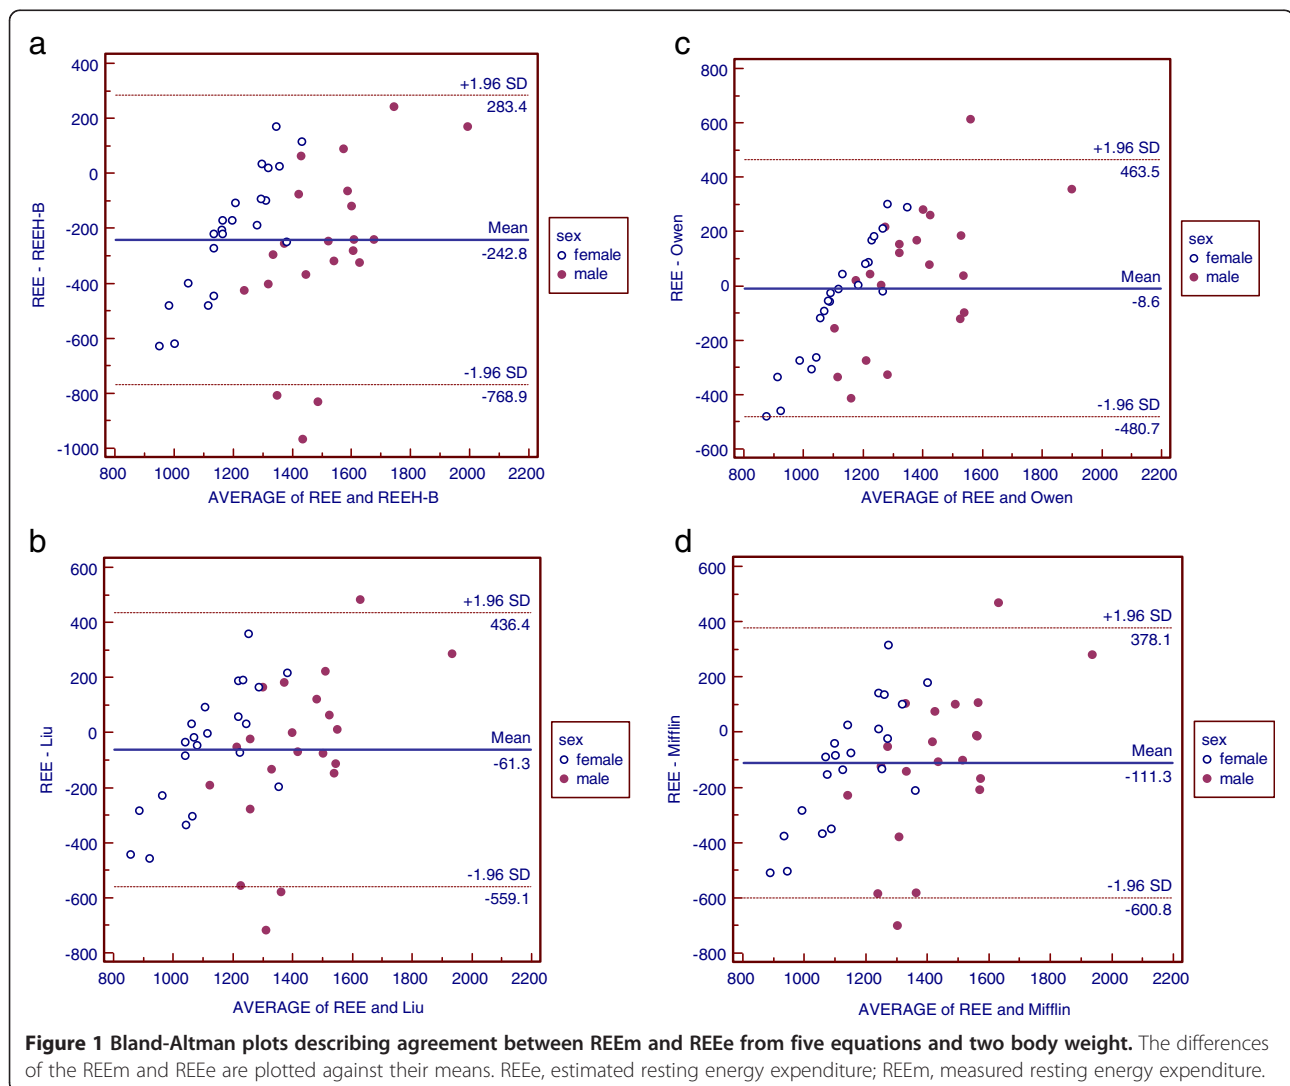 a
400
200
0
-200
-400
-600
-800
-1000
REE - REEH-B
+1.96 SD
283.4
Mean
-242.8
-1.96 SD
-768.9
800 1000 1200 1400 1600 1800 2000 2200
AVERAGE of REE and REEH-B
sex
female
male
c
800
600
400
200
0
-200
-400
-600
REE - Owen
+1.96 SD
463.5
Mean
-8.6
-1.96 SD
-480.7
800 1000 1200 1400 1600 1800 2000 2200
AVERAGE of REE and Owen
sex
female
male
b
600
400
200
0
-200
-400
-600
-800
REE - Liu
+1.96 SD
436.4
Mean
-61.3
-1.96 SD
-559.1
800 1000 1200 1400 1600 1800 2000 2200
AVERAGE of REE and Liu
sex
female
male
d
600
400
200
0
-200
-400
-600
-800
REE - Mifflin
+1.96 SD
378.1
Mean
-111.3
-1.96 SD
-600.8
800 1000 1200 1400 1600 1800 2000 2200
AVERAGE of REE and Mifflin
sex
female
male
Figure 1 Bland-Altman plots describing agreement between REEm and REEe from five equations and two body weight. The differences
of the REEm and REEe are plotted against their means. REEe, estimated resting energy expenditure; REEm, measured resting energy expenditure.